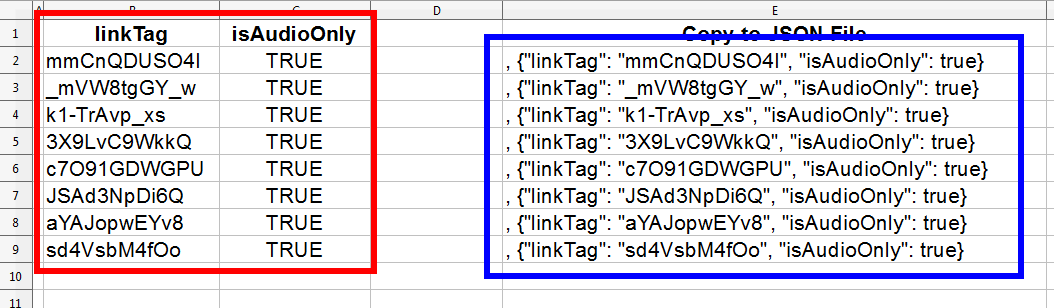 A B C D E
1 linkTag isAudioOnly Copy to JSON File
2 mmCnQDUSO4I TRUE , {"linkTag": "mmCnQDUSO4I", "isAudioOnly": true}
3 _mVW8tgGY_w TRUE , {"linkTag": "_mVW8tgGY_w", "isAudioOnly": true}
4 k1-TrAvp_xs TRUE , {"linkTag": "k1-TrAvp_xs", "isAudioOnly": true}
5 3X9LvC9WkkQ TRUE , {"linkTag": "3X9LvC9WkkQ", "isAudioOnly": true}
6 c7O91GDWGPU TRUE , {"linkTag": "c7O91GDWGPU", "isAudioOnly": true}
7 JSAd3NpDi6Q TRUE , {"linkTag": "JSAd3NpDi6Q", "isAudioOnly": true}
8 aYAJopwEYv8 TRUE , {"linkTag": "aYAJopwEYv8", "isAudioOnly": true}
9 sd4VsbM4fOo TRUE , {"linkTag": "sd4VsbM4fOo", "isAudioOnly": true}
10
11